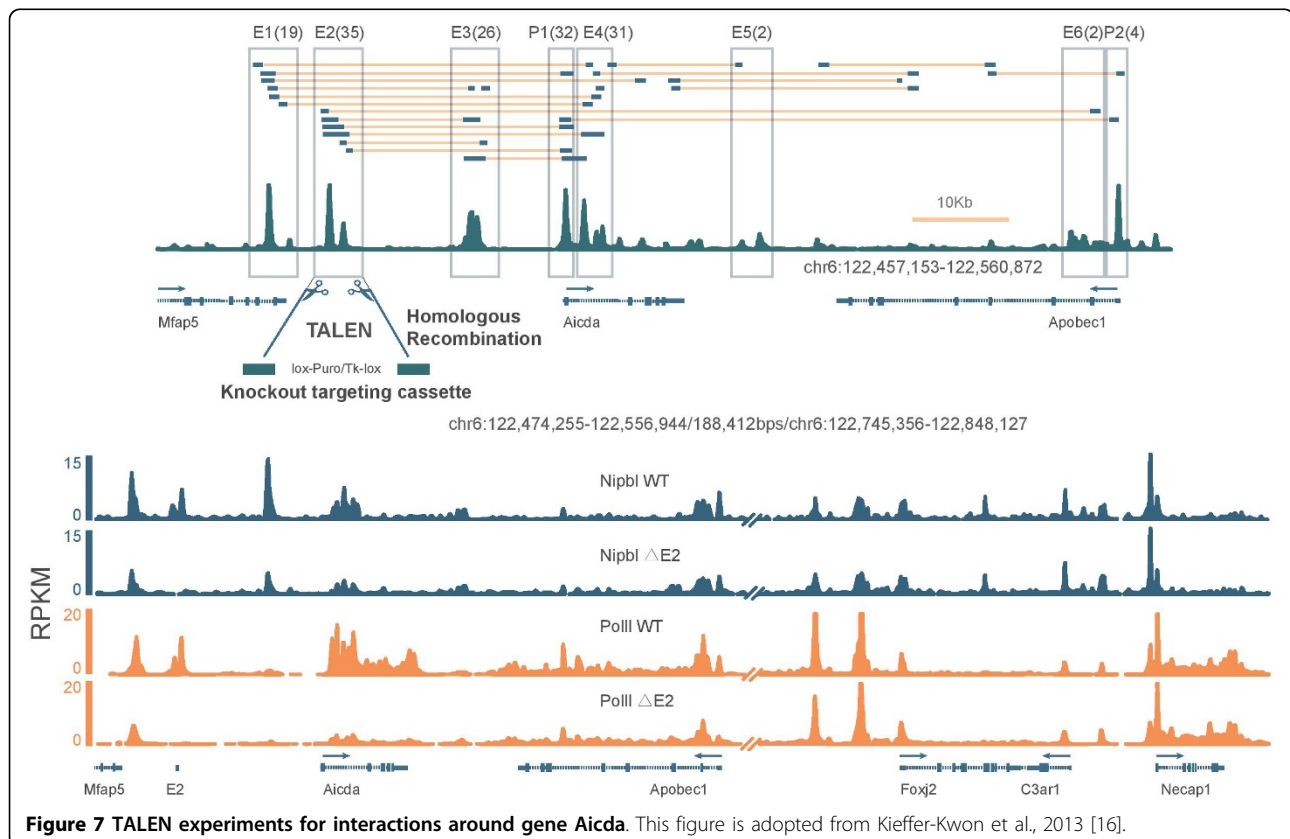 E1(19) E2(35) E3(26) P1(32) E4(31) E5(2) E6(2) P2(4)
10Kb
chr6:122,457,153-122,560,872
Mfap5 Aicda Apobec1
TALEN
Homologous
Recombination
lox-Puro/Tk-lox
Knockout targeting cassette
chr6:122,474,255-122,556,944/188,412bps/chr6:122,745,356-122,848,127
RPKM
15
Nipbl WT
0
15
Nipbl △E2
0
20
PolII WT
0
20
PolII △E2
0
Mfap5 E2 Aicda Apobec1 Foxj2 C3ar1 Necap1
Figure 7 TALEN experiments for interactions around gene Aicda. This figure is adopted from Kieffer-Kwon et al., 2013 [16].